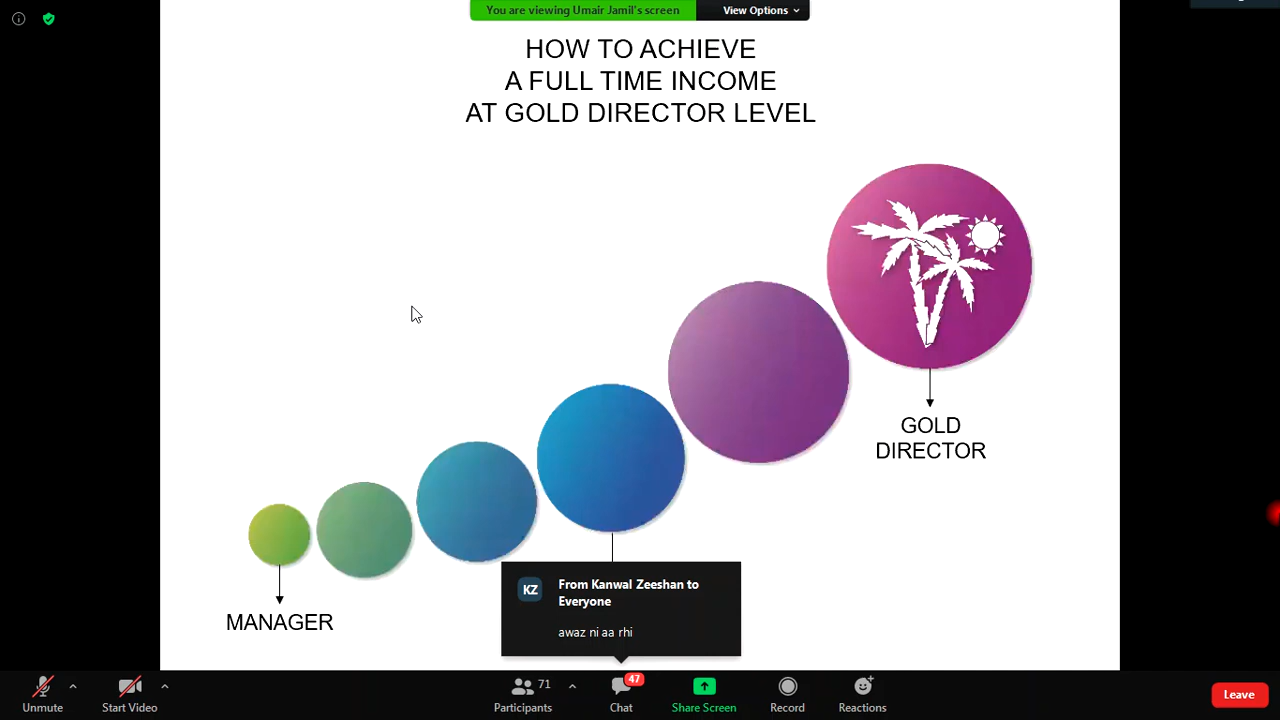 You are viewing Umair Jamil's screen
View Options
HOW TO ACHIEVE
A FULL TIME INCOME
AT GOLD DIRECTOR LEVEL
GOLD
DIRECTOR
MANAGER
KZ
From Kanwal Zeeshan to
Everyone
awaz ni aa rhi
Unmute
Start Video
71
Participants
47
Chat
Share Screen
Record
Reactions
Leave